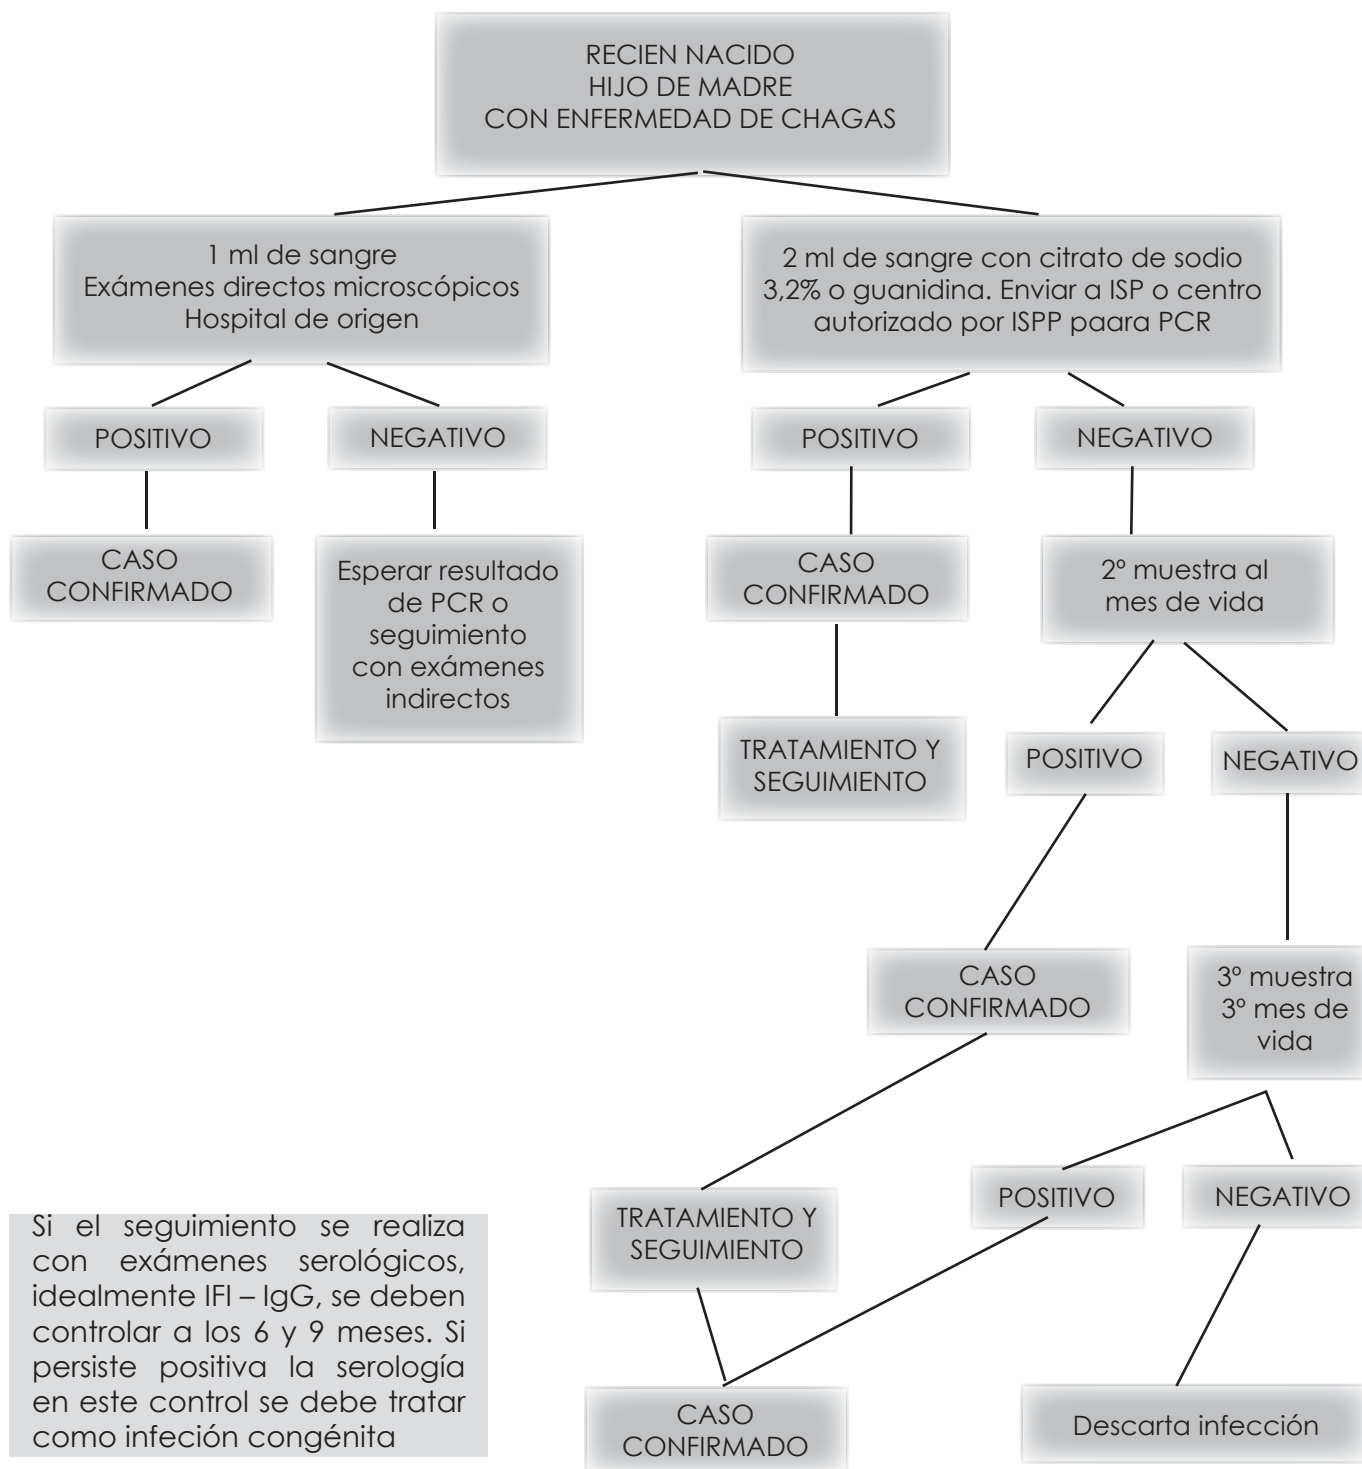 RECIEN NACIDO
HIJO DE MADRE
CON ENFERMEDAD DE CHAGAS
1 ml de sangre
Exámenes directos microscópicos
Hospital de origen
2 ml de sangre con citrato de sodio
3,2% o guanidina. Enviar a ISP o centro
autorizado por ISPP paara PCR
POSITIVO
NEGATIVO
POSITIVO
NEGATIVO
CASO
CONFIRMADO
Esperar resultado
de PCR o
seguimiento
con exámenes
indirectos
CASO
CONFIRMADO
2º muestra al
mes de vida
TRATAMIENTO Y
SEGUIMIENTO
POSITIVO
NEGATIVO
CASO
CONFIRMADO
3º muestra
3º mes de
vida
TRATAMIENTO Y
SEGUIMIENTO
POSITIVO
NEGATIVO
CASO
CONFIRMADO
Descarta infección
Si el seguimiento se realiza
con exámenes serológicos,
idealmente IFI – IgG, se deben
controlar a los 6 y 9 meses. Si
persiste positiva la serología
en este control se debe tratar
como infeción congénita